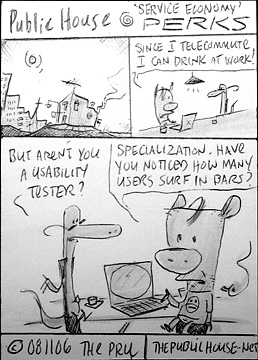 Public House @ "SERVICE ECONOMY"
PERKS
SINCE I TELECOMMUTE
I CAN DRINK AT WORK!
BUT AREN'T YOU
A USABILITY
TESTER?
SPECIALIZATION. HAVE
YOU NOTICED HOW MANY
USERS SURF IN BARS?
© 081106 THE PRU
THEPUBLICHOUSE.NET